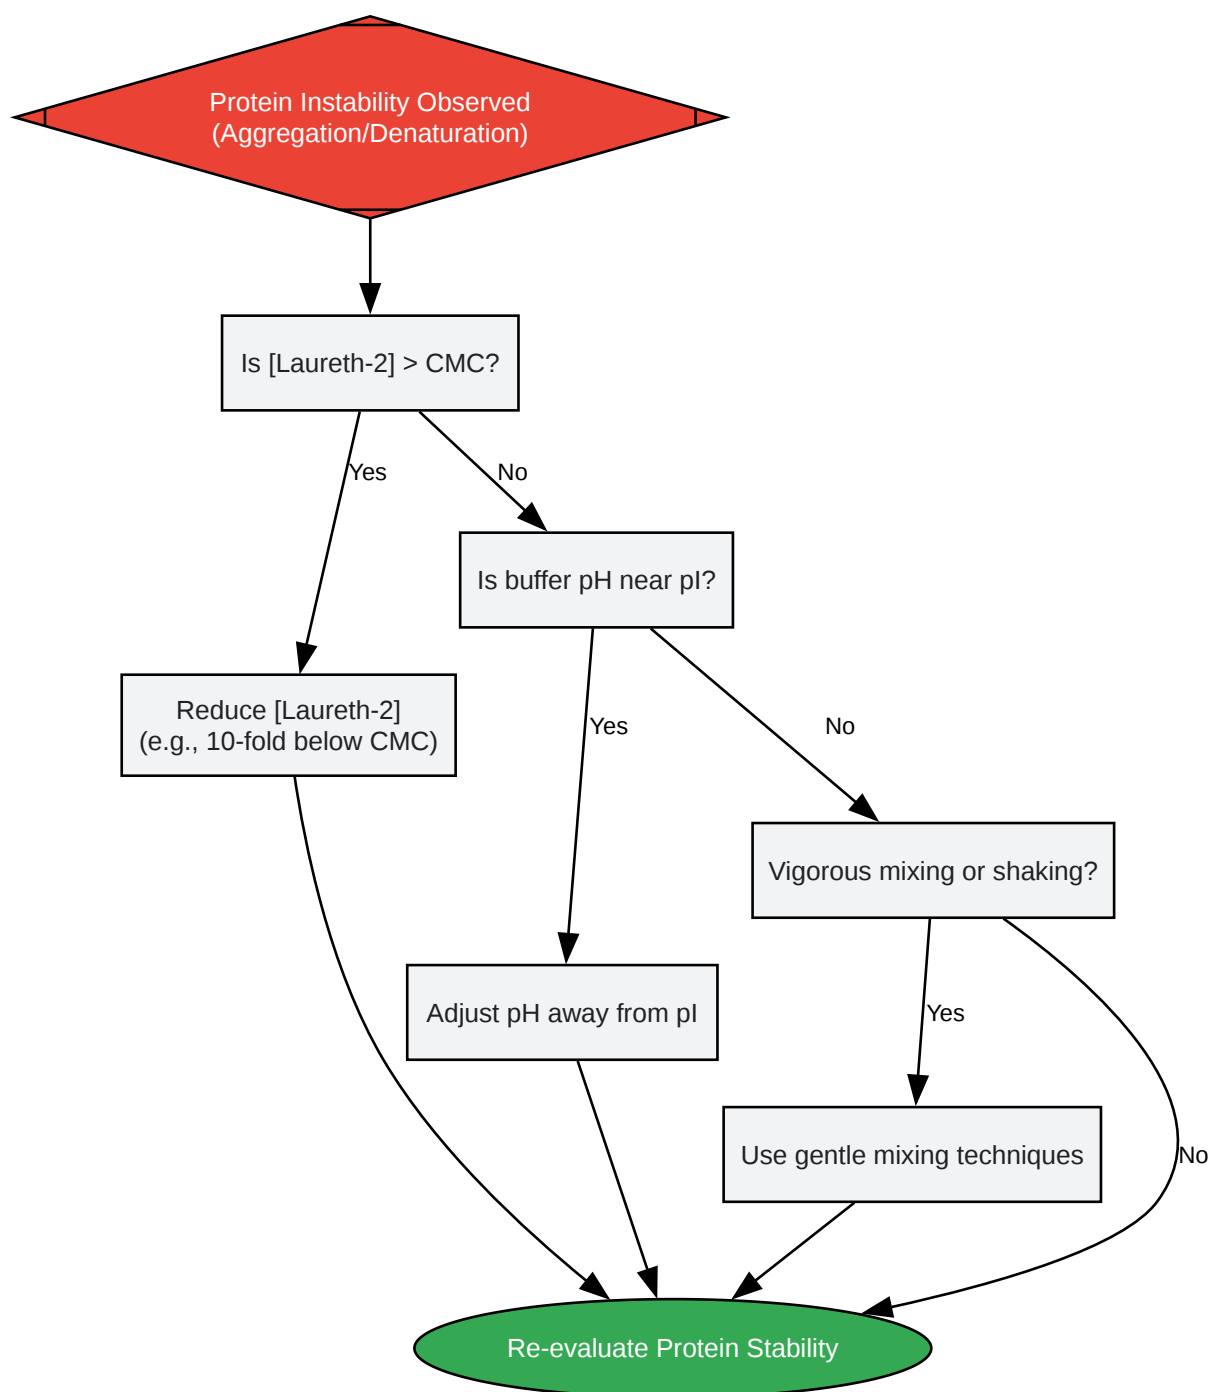 Protein Instability Observed
(Aggregation/Denaturation)
Is [Laureth-2] > CMC?
Yes
No
Is buffer pH near pI?
Reduce [Laureth-2]
(e.g., 10-fold below CMC)
Yes
No
Vigorous mixing or shaking?
Adjust pH away from pI
Yes
Use gentle mixing techniques
No
Re-evaluate Protein Stability